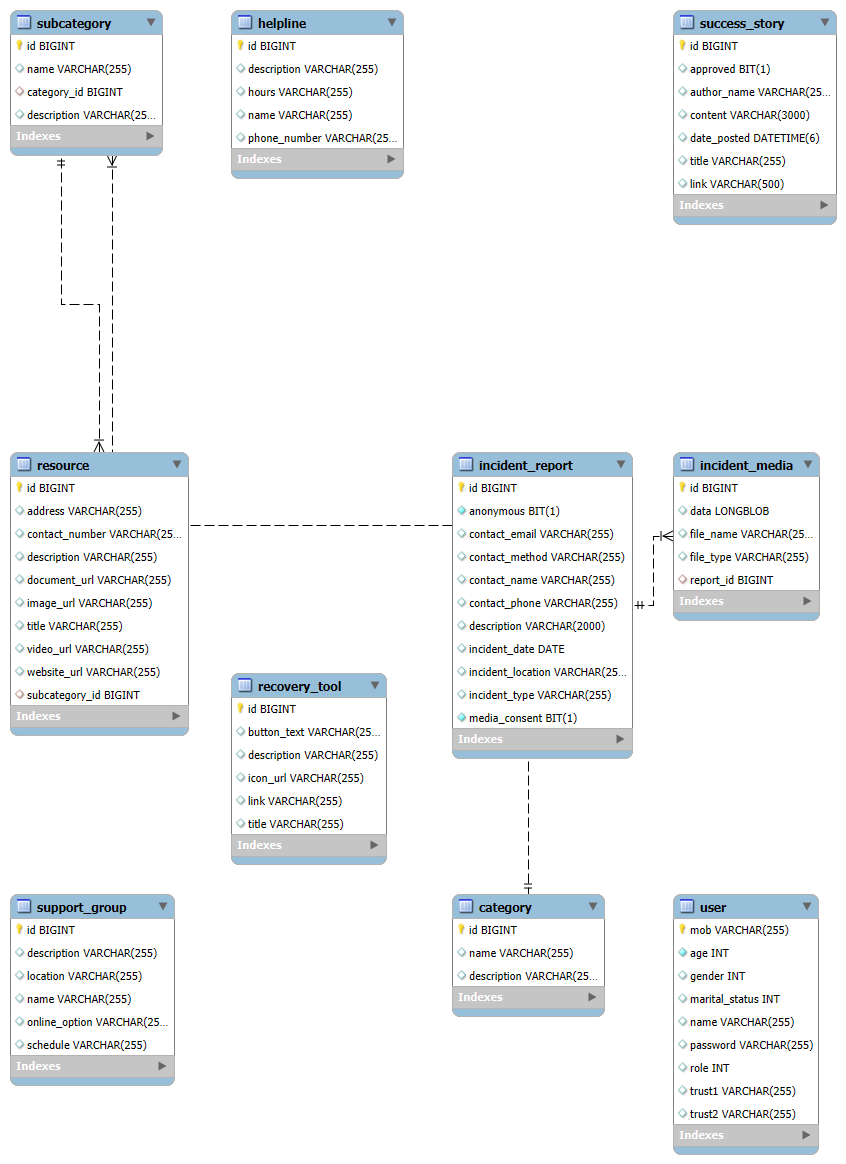 subcategory
id BIGINT
name VARCHAR(255)
category_id BIGINT
description VARCHAR(25...
Indexes
helpline
id BIGINT
description VARCHAR(255)
hours VARCHAR(255)
name VARCHAR(255)
phone_number VARCHAR(25...
Indexes
success_story
id BIGINT
approved BIT(1)
author_name VARCHAR(25...
content VARCHAR(3000)
date_posted DATETIME(6)
title VARCHAR(255)
link VARCHAR(500)
Indexes
resource
id BIGINT
address VARCHAR(255)
contact_number VARCHAR(25...
description VARCHAR(255)
document_url VARCHAR(255)
image_url VARCHAR(255)
title VARCHAR(255)
video_url VARCHAR(255)
website_url VARCHAR(255)
subcategory_id BIGINT
Indexes
incident_report
id BIGINT
anonymous BIT(1)
contact_email VARCHAR(255)
contact_method VARCHAR(255)
contact_name VARCHAR(255)
contact_phone VARCHAR(255)
description VARCHAR(2000)
incident_date DATE
incident_location VARCHAR(25...
incident_type VARCHAR(255)
media_consent BIT(1)
Indexes
incident_media
id BIGINT
data LONGBLOB
file_name VARCHAR(25...
file_type VARCHAR(255)
report_id BIGINT
Indexes
recovery_tool
id BIGINT
button_text VARCHAR(25...
description VARCHAR(255)
icon_url VARCHAR(255)
link VARCHAR(255)
title VARCHAR(255)
Indexes
support_group
id BIGINT
description VARCHAR(255)
location VARCHAR(255)
name VARCHAR(255)
online_option VARCHAR(25...
schedule VARCHAR(255)
Indexes
category
id BIGINT
name VARCHAR(255)
description VARCHAR(25...
Indexes
user
mob VARCHAR(255)
age INT
gender INT
marital_status INT
name VARCHAR(255)
password VARCHAR(255)
role INT
trust1 VARCHAR(255)
trust2 VARCHAR(255)
Indexes